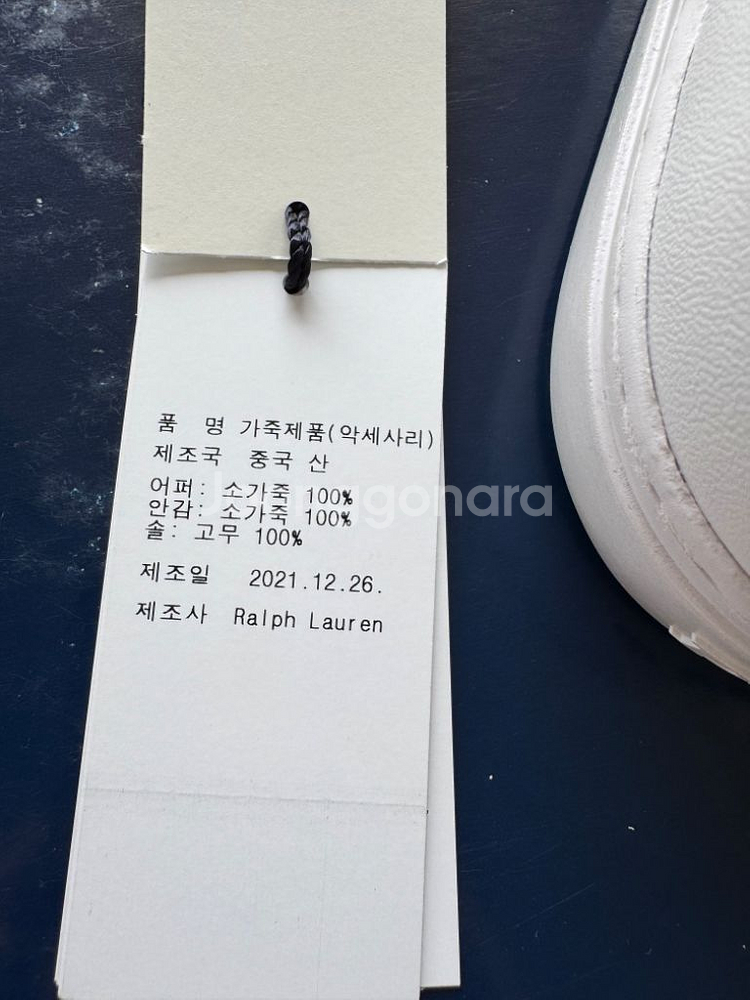 품 명 가죽제품(악세사리)
제조국 중국 산
어퍼: 소가죽 100%
안감: 소가죽 100%
솔: 고무 100%
제조일 2021.12.26.
제조사 Ralph Lauren
Joonggonara